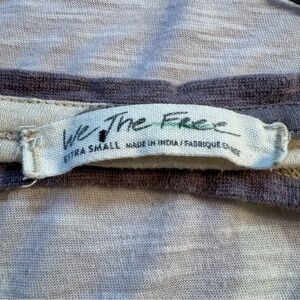 We The Free
EXTRA SMALL MADE IN INDIA / FABRIQUÉ EN INDE